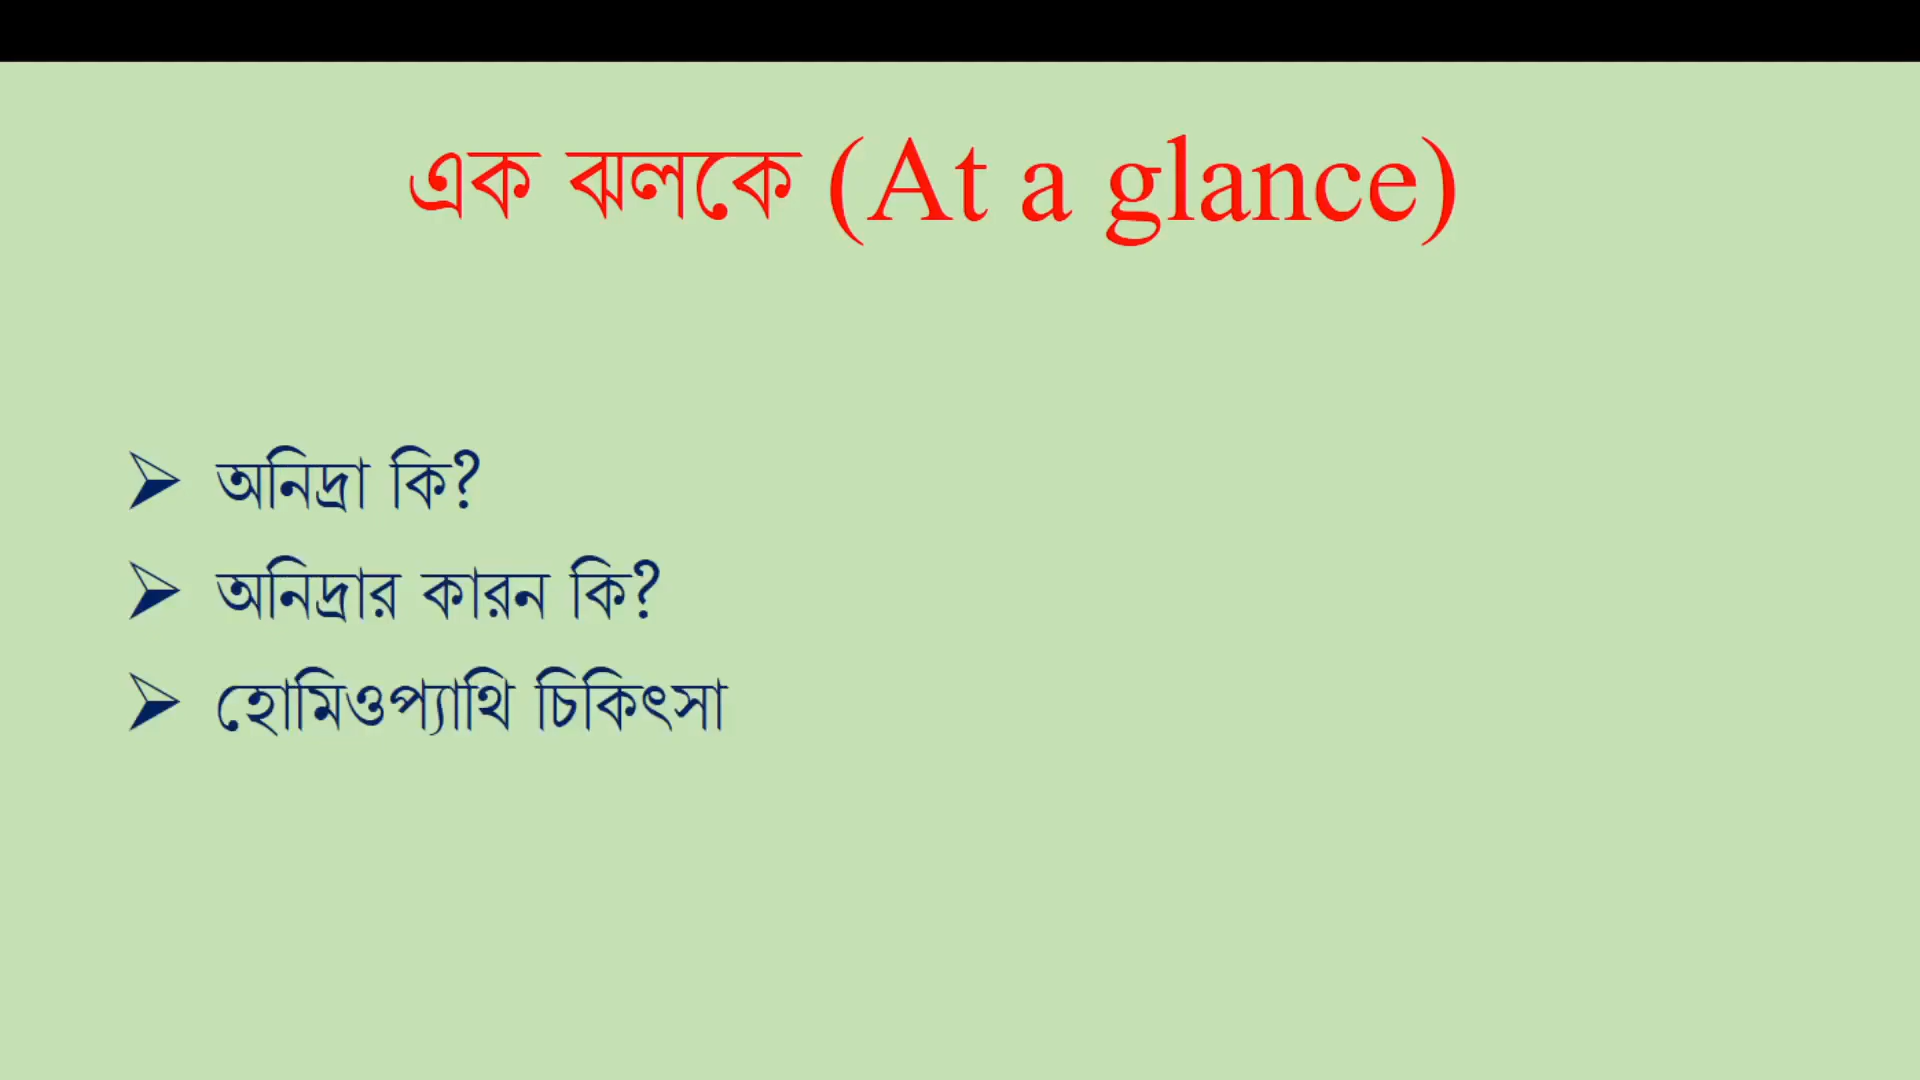 এক ঝলকে (At a glance)
➢ অনিদ্রা কি?
➢ অনিদ্রার কারন কি?
➢ হোমিওপ্যাথি চিকিৎসা